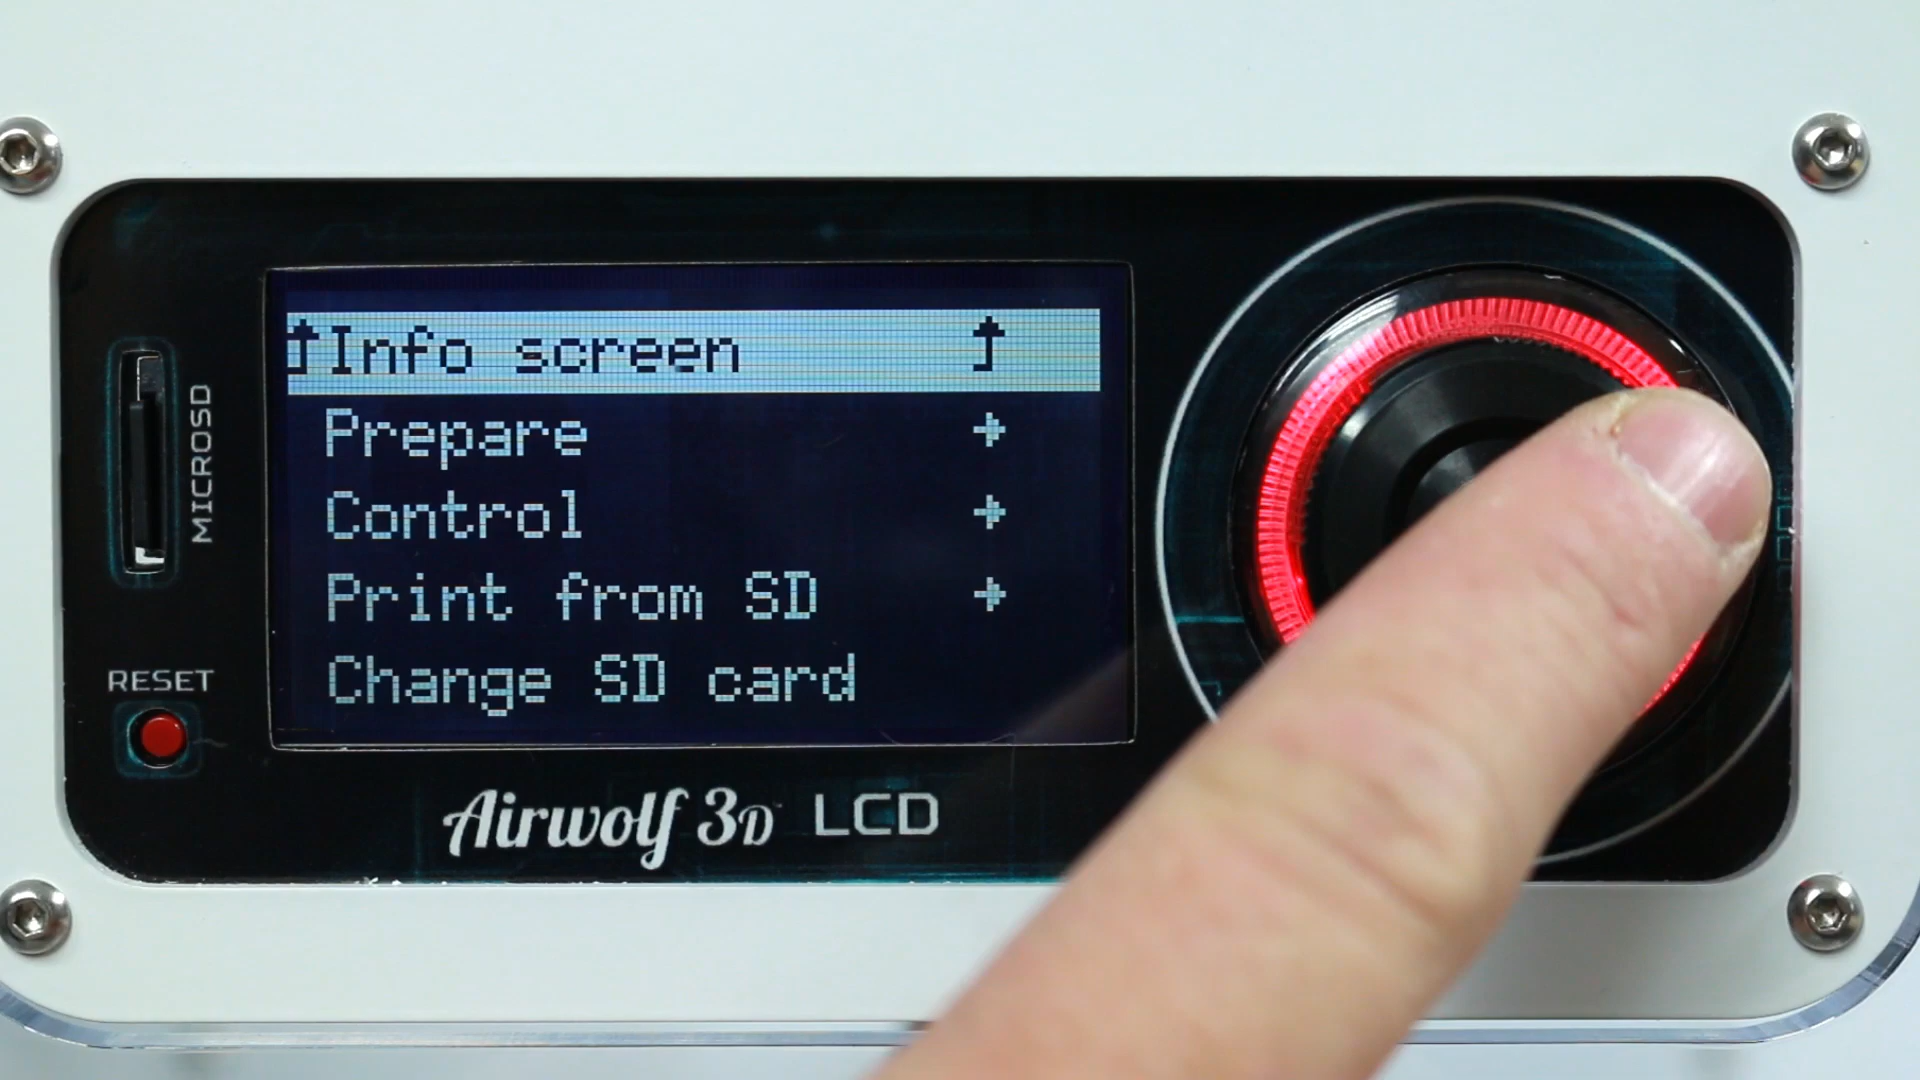 Info screen
Prepare
Control
Print from SD
Change SD card
MICROSD
RESET
Airwolf 3D LCD